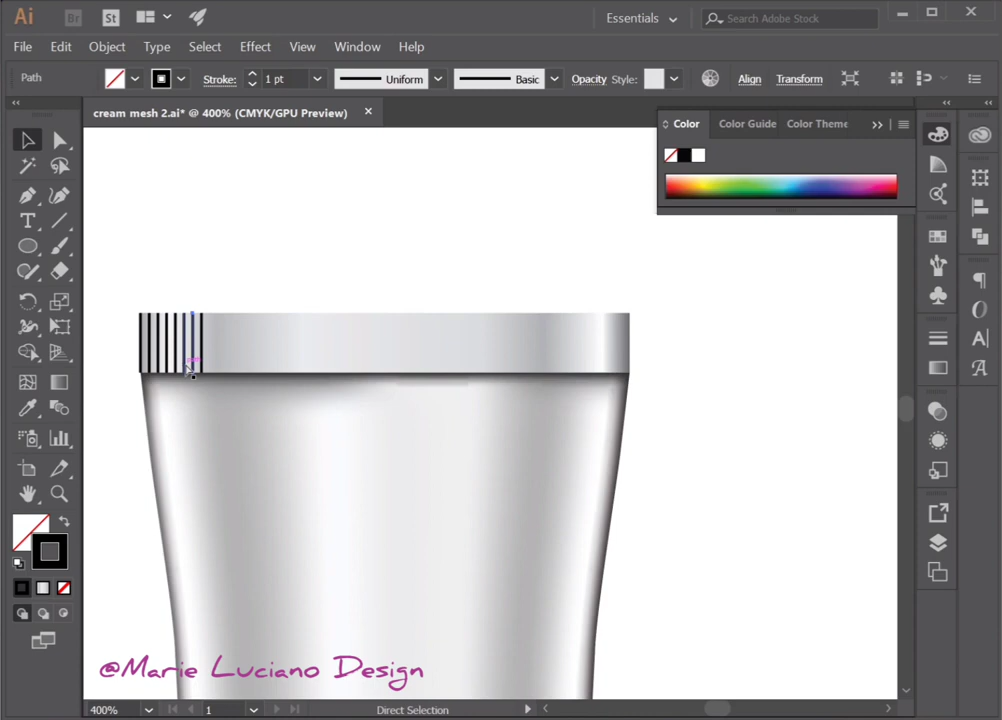 Ai Br St Essentials Search Adobe Stock
File Edit Object Type Select Effect View Window Help
Path Stroke: 1 pt Uniform Basic Opacity Style: Align Transform
cream mesh 2.ai* @ 400% (CMYK/GPU Preview)
Color Color Guide Color Theme
@Marie Luciano Design
400% 1 Direct Selection